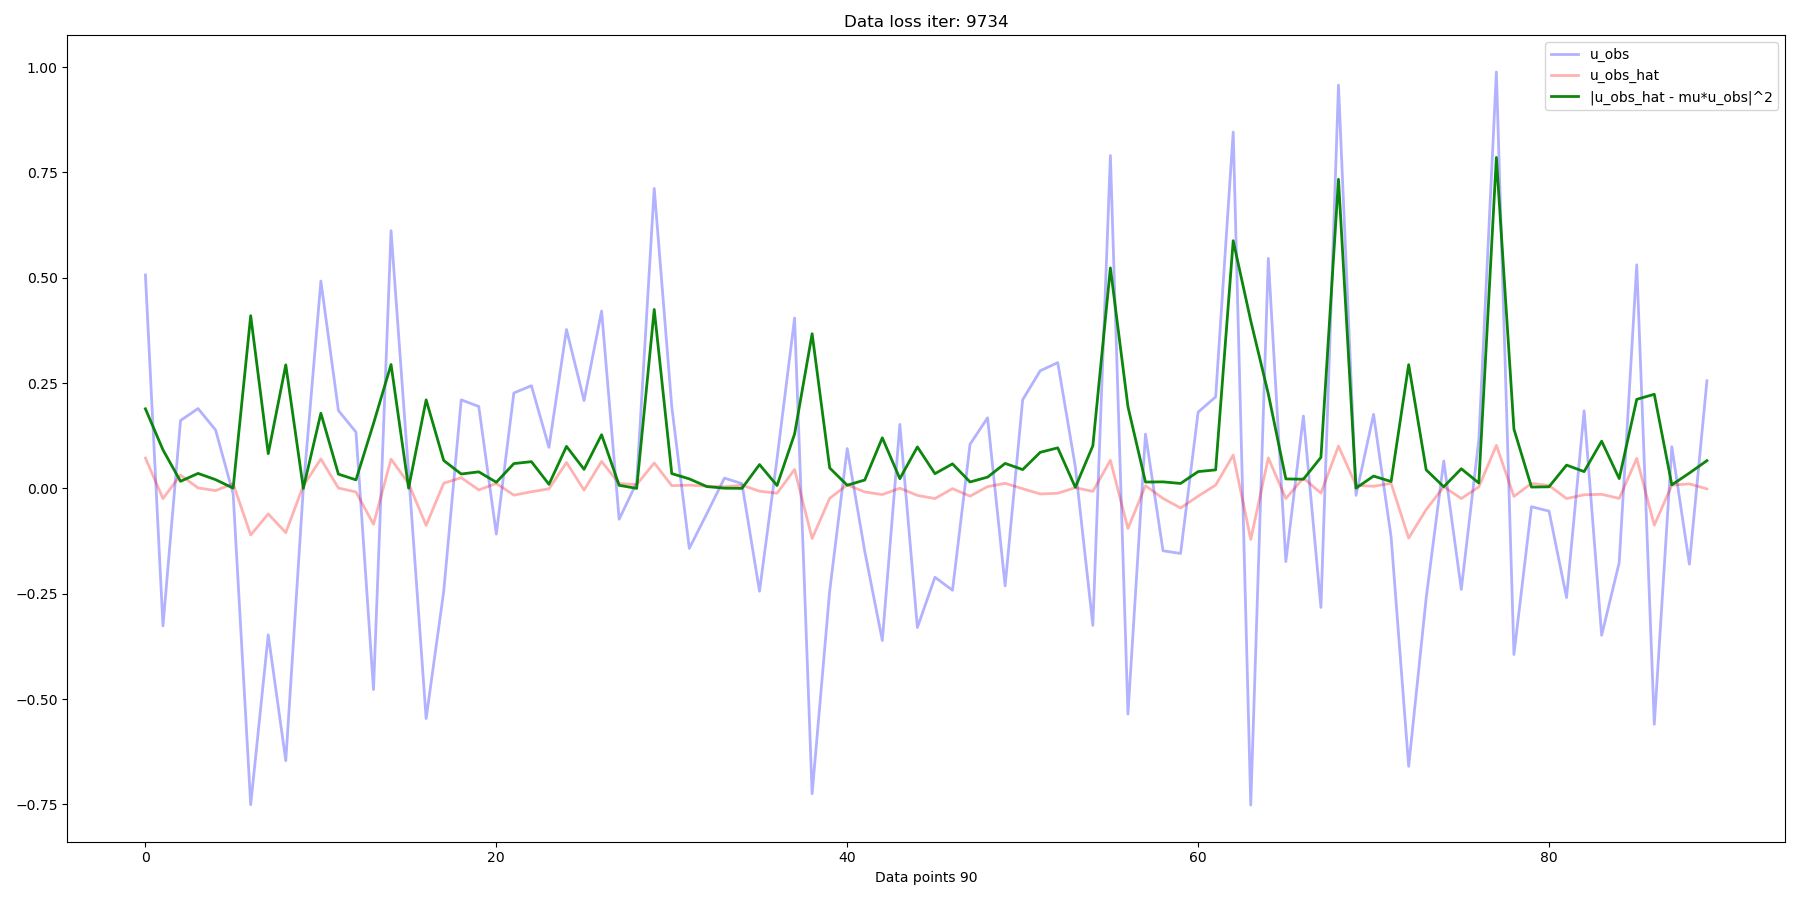 Data loss iter: 9734
u_obs
u_obs_hat
|u_obs_hat - mu*u_obs|^2
1.00
0.75
0.50
0.25
0.00
−0.25
−0.50
−0.75
0 20 40 60 80
Data points 90